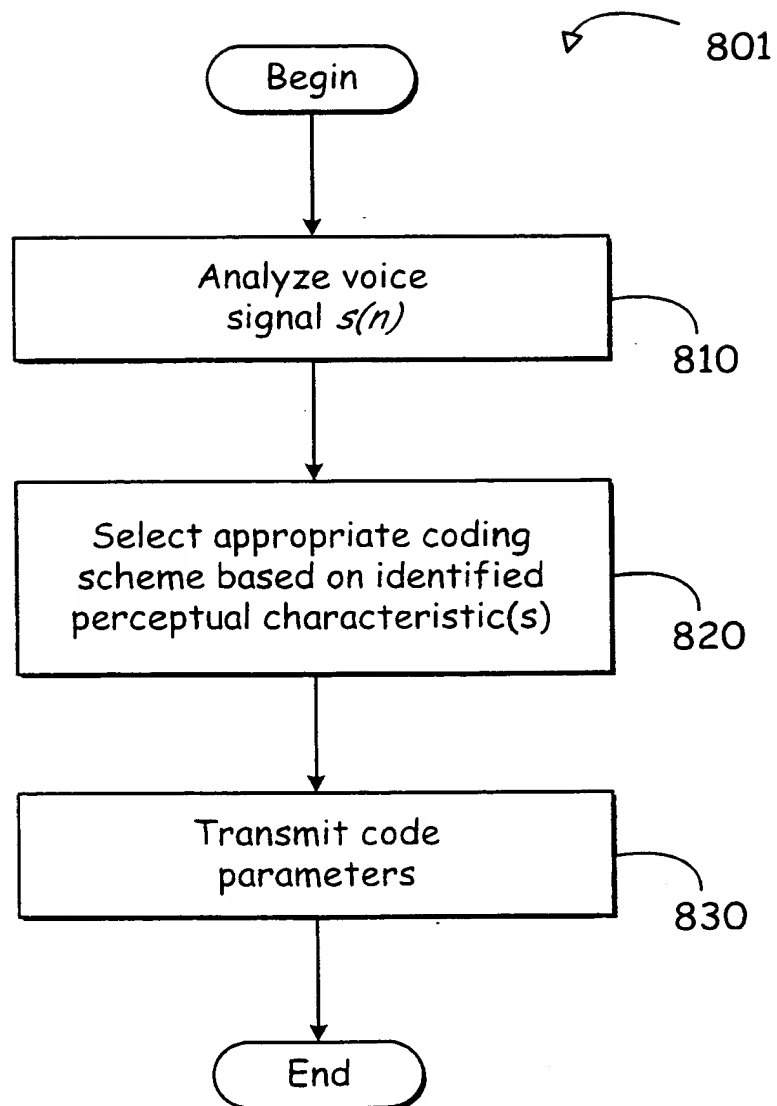 801
Begin
Analyze voice
signal s(n)
810
Select appropriate coding
scheme based on identified
perceptual characteristic(s)
820
Transmit code
parameters
830
End